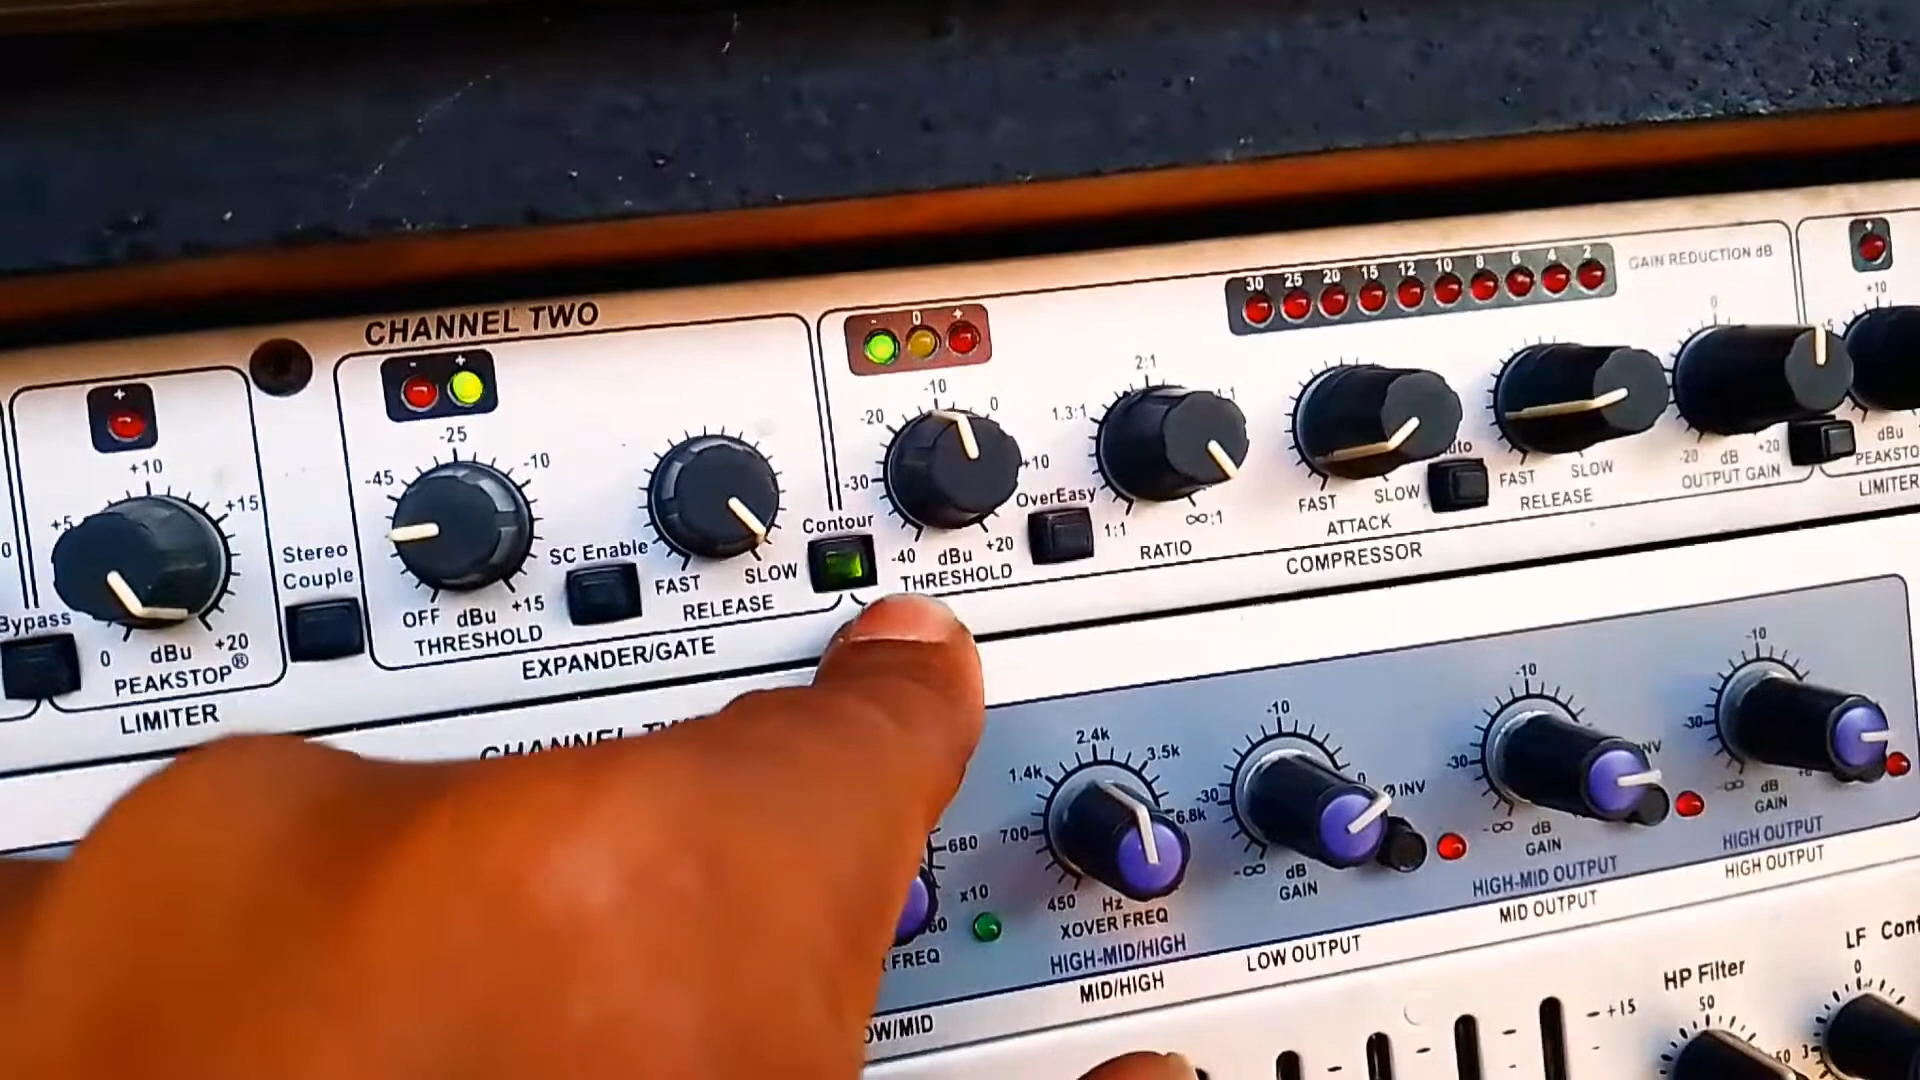 CHANNEL TWO
+
- +
- 0 +
30 25 20 15 12 10 8 6 4 2
GAIN REDUCTION dB
+
+10
+5
+15
0
0 dBu +20
PEAKSTOP®
LIMITER
Bypass
Stereo
Couple
-25
-45
-10
OFF dBu +15
THRESHOLD
SC Enable
FAST SLOW
RELEASE
EXPANDER/GATE
Contour
-10
-20
0
-30
+10
-40 dBu +20
THRESHOLD
OverEasy
2:1
1.3:1
1:1 ∞:1
RATIO
FAST SLOW
ATTACK
COMPRESSOR
FAST SLOW
RELEASE
0
-20 dB +20
OUTPUT GAIN
+10
dBu
LIMITER
CHANNEL
680
x10
FREQ
2.4k
1.4k
3.5k
700
6.8k
450 Hz
XOVER FREQ
HIGH-MID/HIGH
MID/HIGH
-10
-30
0
Ø INV
-∞ dB
GAIN
LOW OUTPUT
-10
-30
-∞ dB
GAIN
HIGH-MID OUTPUT
MID OUTPUT
-10
-30
-∞ dB
GAIN
HIGH OUTPUT
HIGH OUTPUT
+15
HP Filter
50
LF
0
3